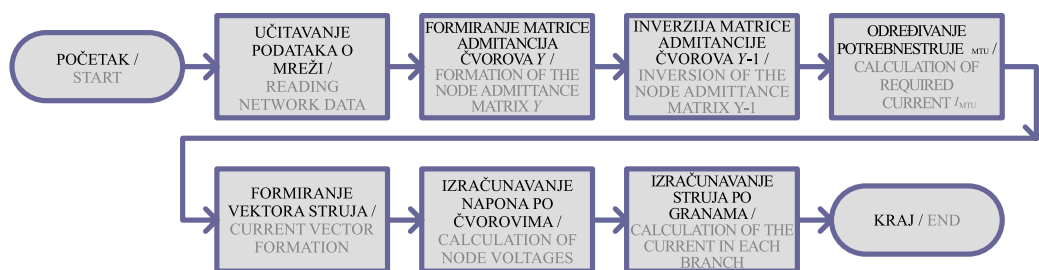 POČETAK /
START
UČITAVANJE
PODATAKA O
MREŽI /
READING
NETWORK DATA
FORMIRANJE MATRICE
ADMITANCIJA
ČVOROVA Y /
FORMATION OF THE
NODE ADMITTANCE
MATRIX Y
INVERZIJA MATRICE
ADMITANCIJE
ČVOROVA Y-1 /
INVERSION OF THE
NODE ADMITTANCE
MATRIX Y-1
ODREĐIVANJE
POTREBNESTRUJE MTU /
CALCULATION OF
REQUIRED
CURRENT IMTU
FORMIRANJE
VEKTORA STRUJA /
CURRENT VECTOR
FORMATION
IZRAČUNAVANJE
NAPONA PO
ČVOROVIMA /
CALCULATION OF
NODE VOLTAGES
IZRAČUNAVANJE
STRUJA PO
GRANAMA /
CALCULATION OF THE
CURRENT IN EACH
BRANCH
KRAJ / END